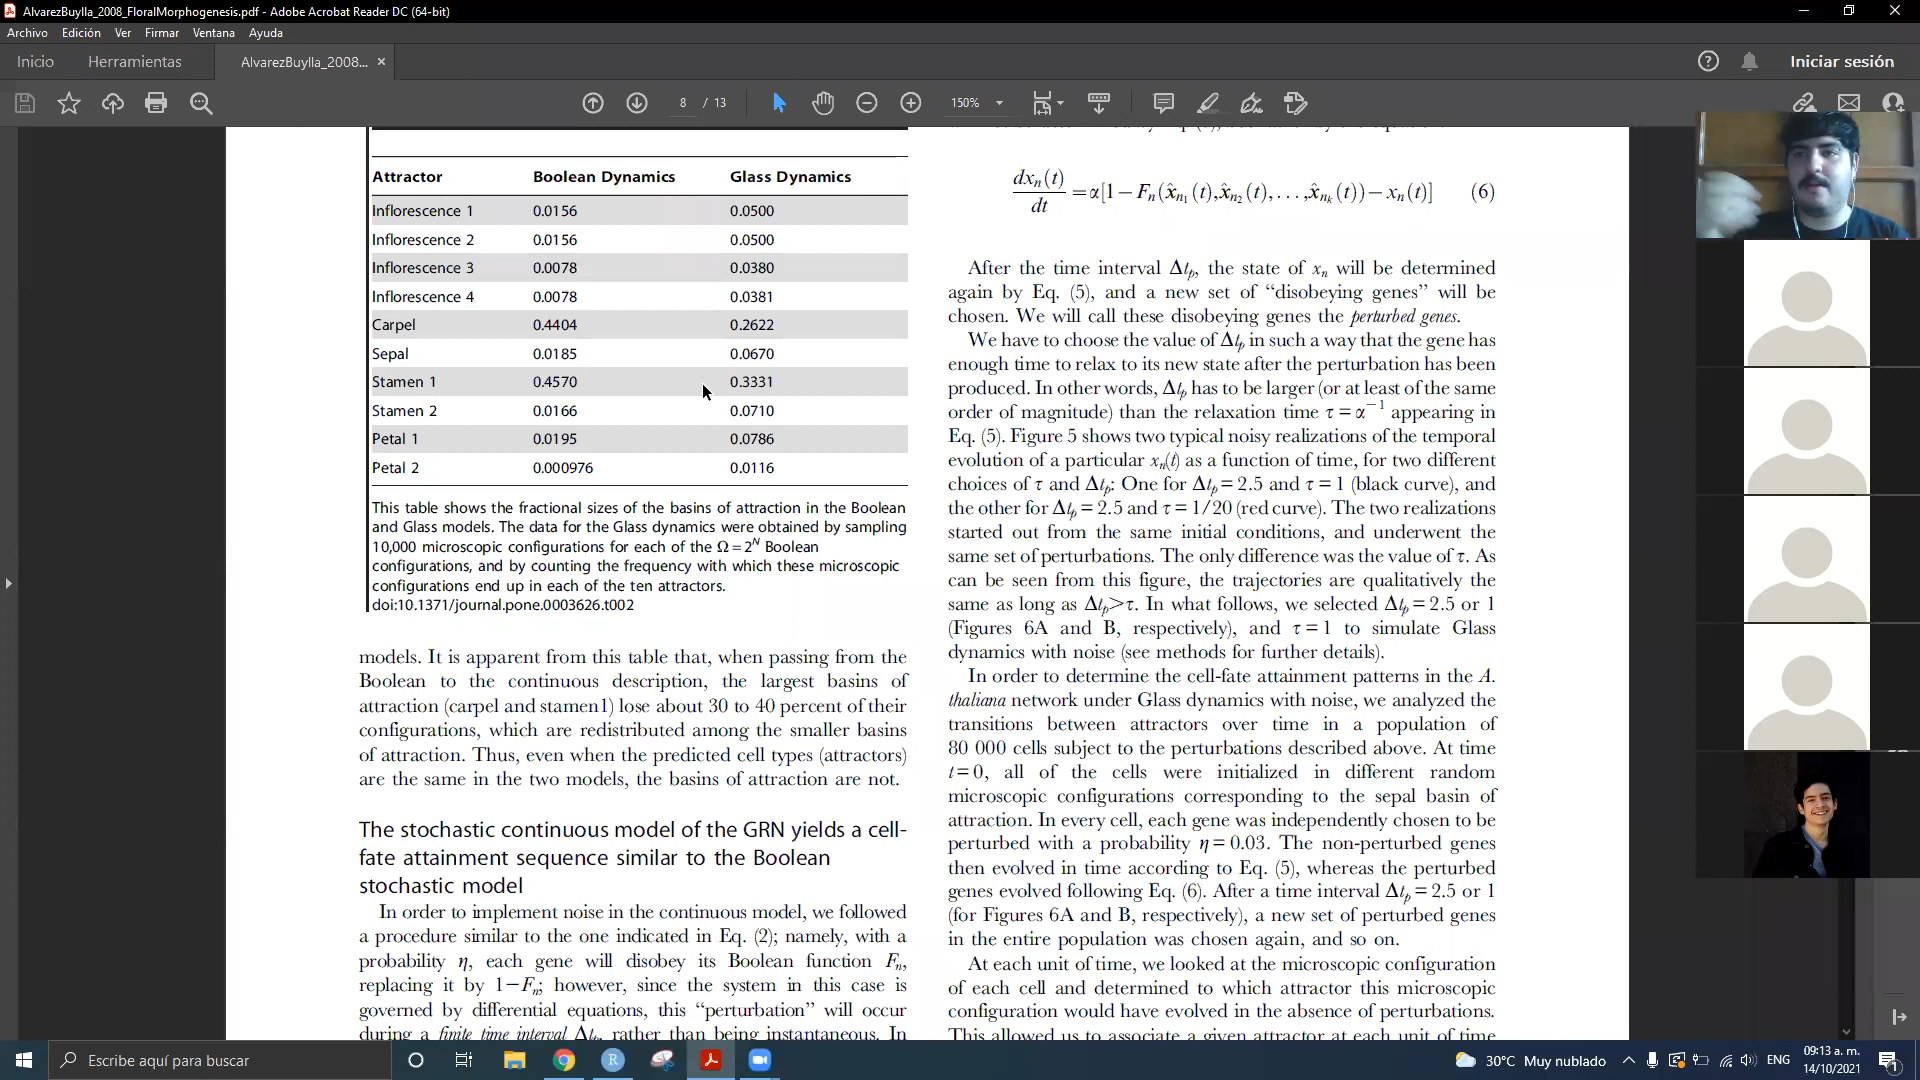 AlvarezBuylla_2008_FloralMorphogenesis.pdf - Adobe Acrobat Reader DC (64-bit)
Archivo Edición Ver Firmar Ventana Ayuda
Inicio Herramientas AlvarezBuylla_2008... × Iniciar sesión
8 / 13 150%
Attractor Boolean Dynamics Glass Dynamics
Inflorescence 1 0.0156 0.0500
Inflorescence 2 0.0156 0.0500
Inflorescence 3 0.0078 0.0380
Inflorescence 4 0.0078 0.0381
Carpel 0.4404 0.2622
Sepal 0.0185 0.0670
Stamen 1 0.4570 0.3331
Stamen 2 0.0166 0.0710
Petal 1 0.0195 0.0786
Petal 2 0.000976 0.0116
This table shows the fractional sizes of the basins of attraction in the Boolean
and Glass models. The data for the Glass dynamics were obtained by sampling
10,000 microscopic configurations for each of the Ω = 2^N Boolean
configurations, and by counting the frequency with which these microscopic
configurations end up in each of the ten attractors.
doi:10.1371/journal.pone.0003626.t002
models. It is apparent from this table that, when passing from the
Boolean to the continuous description, the largest basins of
attraction (carpel and stamen1) lose about 30 to 40 percent of their
configurations, which are redistributed among the smaller basins
of attraction. Thus, even when the predicted cell types (attractors)
are the same in the two models, the basins of attraction are not.
The stochastic continuous model of the GRN yields a cell-
fate attainment sequence similar to the Boolean
stochastic model
In order to implement noise in the continuous model, we followed
a procedure similar to the one indicated in Eq. (2); namely, with a
probability η, each gene will disobey its Boolean function Fn,
replacing it by 1−Fn; however, since the system in this case is
governed by differential equations, this “perturbation” will occur
during a finite time interval Δtp, rather than being instantaneous. In
dxn(t)/dt = α[1 − Fn(x̂n1(t), x̂n2(t), . . . , x̂nk(t)) − xn(t)] (6)
After the time interval Δtp, the state of xn will be determined
again by Eq. (5), and a new set of “disobeying genes” will be
chosen. We will call these disobeying genes the perturbed genes.
We have to choose the value of Δtp in such a way that the gene has
enough time to relax to its new state after the perturbation has been
produced. In other words, Δtp has to be larger (or at least of the same
order of magnitude) than the relaxation time τ = α⁻¹ appearing in
Eq. (5). Figure 5 shows two typical noisy realizations of the temporal
evolution of a particular xn(t) as a function of time, for two different
choices of τ and Δtp: One for Δtp = 2.5 and τ = 1 (black curve), and
the other for Δtp = 2.5 and τ = 1/20 (red curve). The two realizations
started out from the same initial conditions, and underwent the
same set of perturbations. The only difference was the value of τ. As
can be seen from this figure, the trajectories are qualitatively the
same as long as Δtp>τ. In what follows, we selected Δtp = 2.5 or 1
(Figures 6A and B, respectively), and τ = 1 to simulate Glass
dynamics with noise (see methods for further details).
In order to determine the cell-fate attainment patterns in the A.
thaliana network under Glass dynamics with noise, we analyzed the
transitions between attractors over time in a population of
80 000 cells subject to the perturbations described above. At time
t=0, all of the cells were initialized in different random
microscopic configurations corresponding to the sepal basin of
attraction. In every cell, each gene was independently chosen to be
perturbed with a probability η = 0.03. The non-perturbed genes
then evolved in time according to Eq. (5), whereas the perturbed
genes evolved following Eq. (6). After a time interval Δtp = 2.5 or 1
(for Figures 6A and B, respectively), a new set of perturbed genes
in the entire population was chosen again, and so on.
At each unit of time, we looked at the microscopic configuration
of each cell and determined to which attractor this microscopic
configuration would have evolved in the absence of perturbations.
This allowed us to associate a given attractor at each unit of time
Escribe aquí para buscar 30°C Muy nublado ENG 09:13 a. m.
14/10/2021